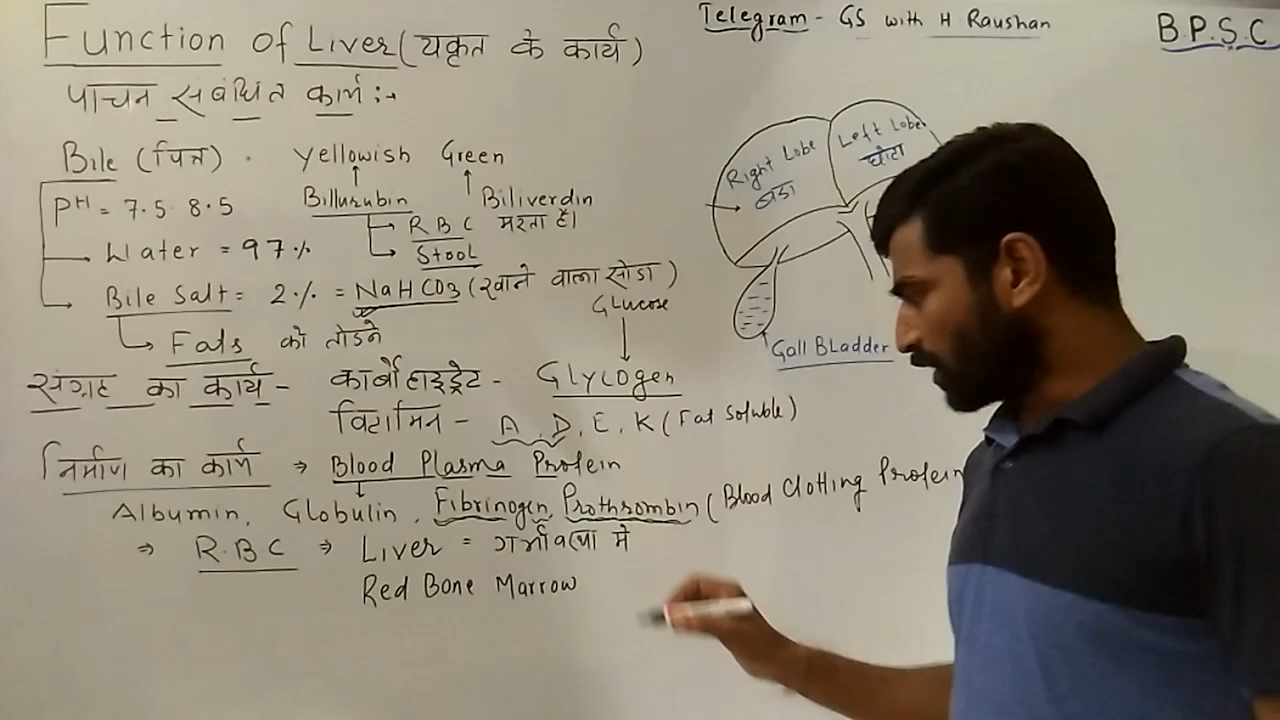 Telegram - GS with H Raushan
B.P.S.C
Function of Liver (यकृत के कार्य)
पाचन संबंधित कार्य :-
Bile (पित्त) . Yellowish Green
PH = 7.5 8.5
Billurubin
Biliverdin
RBC मरता है।
Water = 97%
Stool
Bile Salt = 2% = NaHCO3 (खाने वाला सोडा)
Fats को तोड़ने
Glucose
संग्रह का कार्य - कार्बोहाइड्रेट - Glycogen
विटामिन - A, D, E, K (Fat Soluble)
निर्माण का कार्य ⇒ Blood Plasma Protein
Albumin, Globulin, Fibrinogen, Prothrombin (Blood Clotting Protein
⇒ R.B.C ⇒ Liver = गर्भावस्था में
Red Bone Marrow
Right Lobe
बड़ा
Left Lobe
छोटा
Gall Bladder